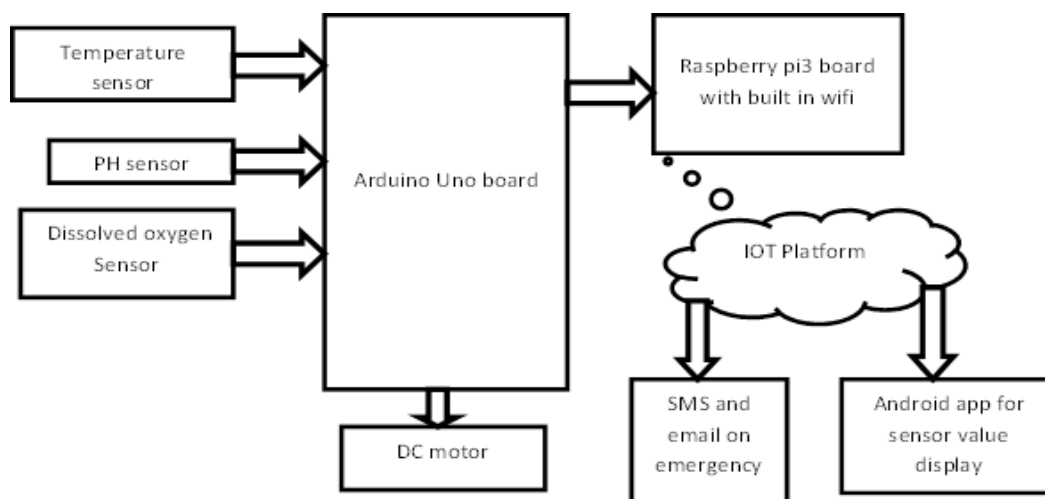 Temperature
sensor
PH sensor
Dissolved oxygen
Sensor
Arduino Uno board
DC motor
Raspberry pi3 board
with built in wifi
IOT Platform
SMS and
email on
emergency
Android app for
sensor value
display